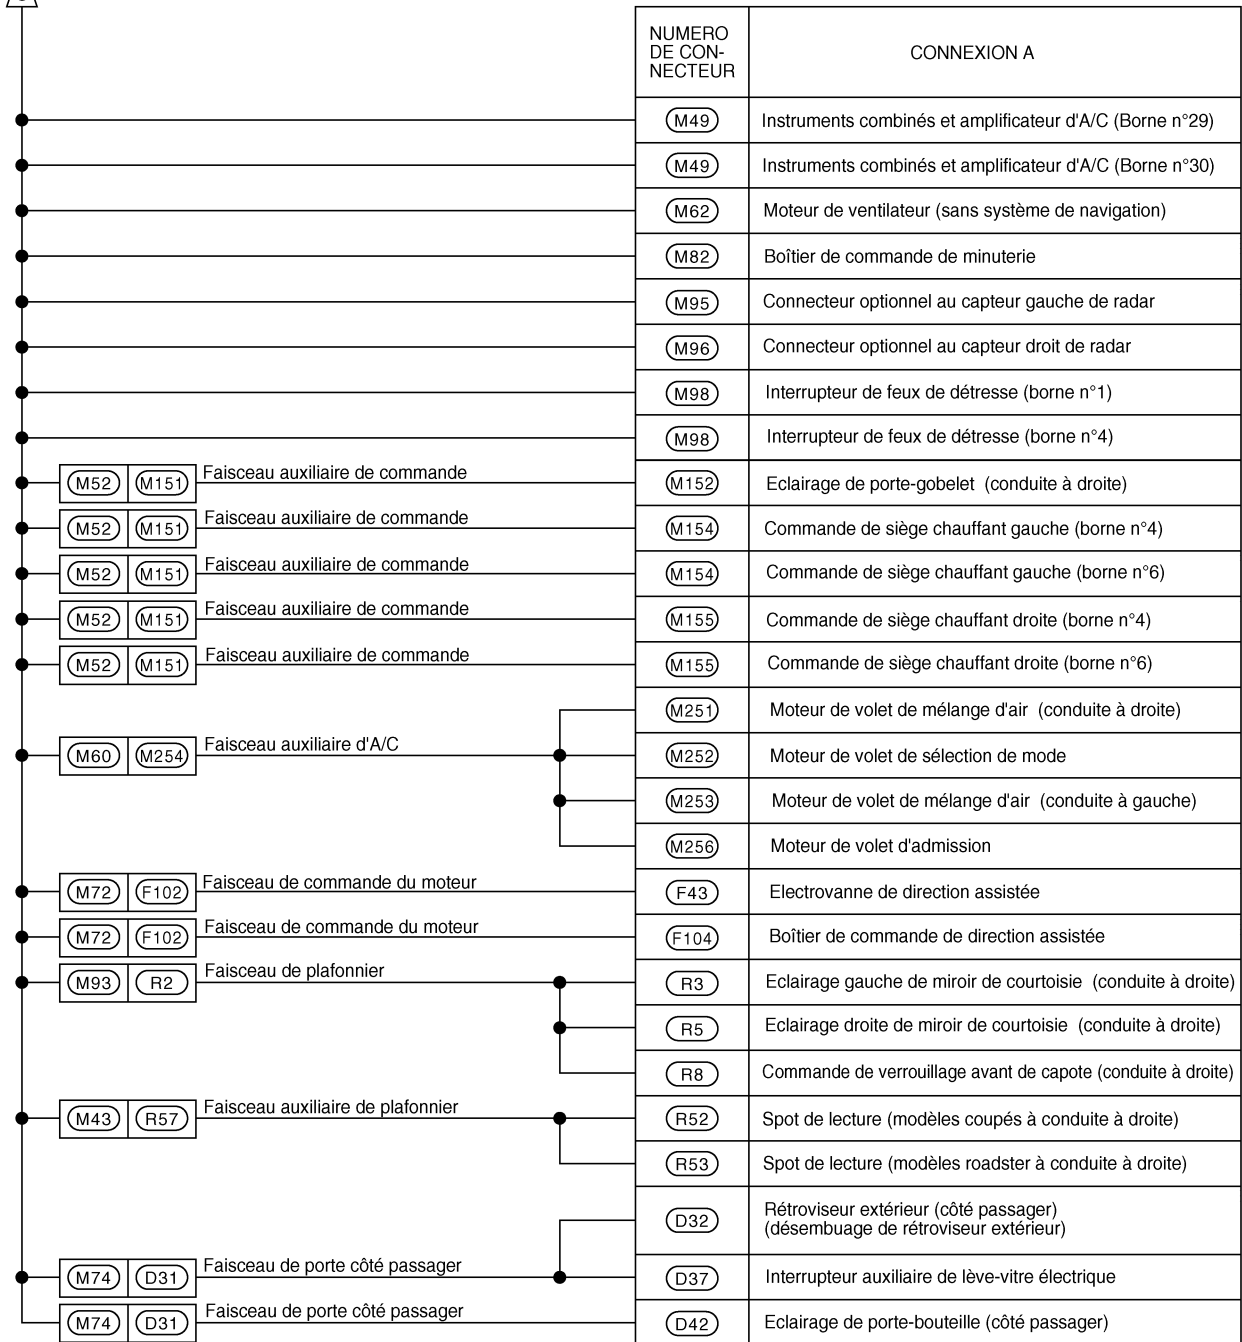 NUMERO
DE CON-
NECTEUR
CONNEXION A
M49 Instruments combinés et amplificateur d'A/C (Borne n°29)
M49 Instruments combinés et amplificateur d'A/C (Borne n°30)
M62 Moteur de ventilateur (sans système de navigation)
M82 Boîtier de commande de minuterie
M95 Connecteur optionnel au capteur gauche de radar
M96 Connecteur optionnel au capteur droit de radar
M98 Interrupteur de feux de détresse (borne n°1)
M98 Interrupteur de feux de détresse (borne n°4)
M52 M151 Faisceau auxiliaire de commande M152 Eclairage de porte-gobelet (conduite à droite)
M52 M151 Faisceau auxiliaire de commande M154 Commande de siège chauffant gauche (borne n°4)
M52 M151 Faisceau auxiliaire de commande M154 Commande de siège chauffant gauche (borne n°6)
M52 M151 Faisceau auxiliaire de commande M155 Commande de siège chauffant droite (borne n°4)
M52 M151 Faisceau auxiliaire de commande M155 Commande de siège chauffant droite (borne n°6)
M251 Moteur de volet de mélange d'air (conduite à droite)
M60 M254 Faisceau auxiliaire d'A/C M252 Moteur de volet de sélection de mode
M253 Moteur de volet de mélange d'air (conduite à gauche)
M256 Moteur de volet d'admission
M72 F102 Faisceau de commande du moteur F43 Electrovanne de direction assistée
M72 F102 Faisceau de commande du moteur F104 Boîtier de commande de direction assistée
M93 R2 Faisceau de plafonnier R3 Eclairage gauche de miroir de courtoisie (conduite à droite)
R5 Eclairage droite de miroir de courtoisie (conduite à droite)
R8 Commande de verrouillage avant de capote (conduite à droite)
M43 R57 Faisceau auxiliaire de plafonnier R52 Spot de lecture (modèles coupés à conduite à droite)
R53 Spot de lecture (modèles roadster à conduite à droite)
D32 Rétroviseur extérieur (côté passager)
(désembuage de rétroviseur extérieur)
M74 D31 Faisceau de porte côté passager D37 Interrupteur auxiliaire de lève-vitre électrique
M74 D31 Faisceau de porte côté passager D42 Eclairage de porte-bouteille (côté passager)